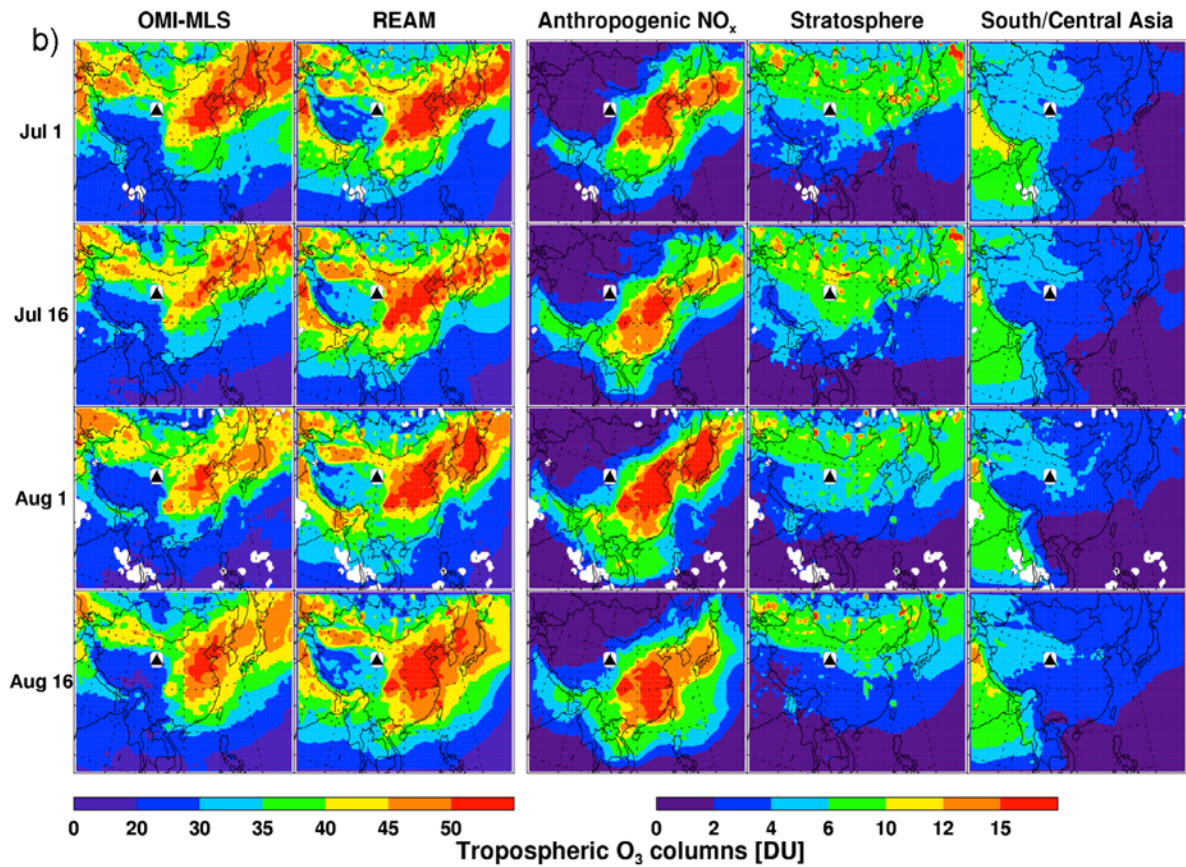 OMI-MLS REAM Anthropogenic NOx Stratosphere South/Central Asia
b)
Jul 1
Jul 16
Aug 1
Aug 16
0 20 30 35 40 45 50 0 2 4 6 10 12 15
Tropospheric O3 columns [DU]